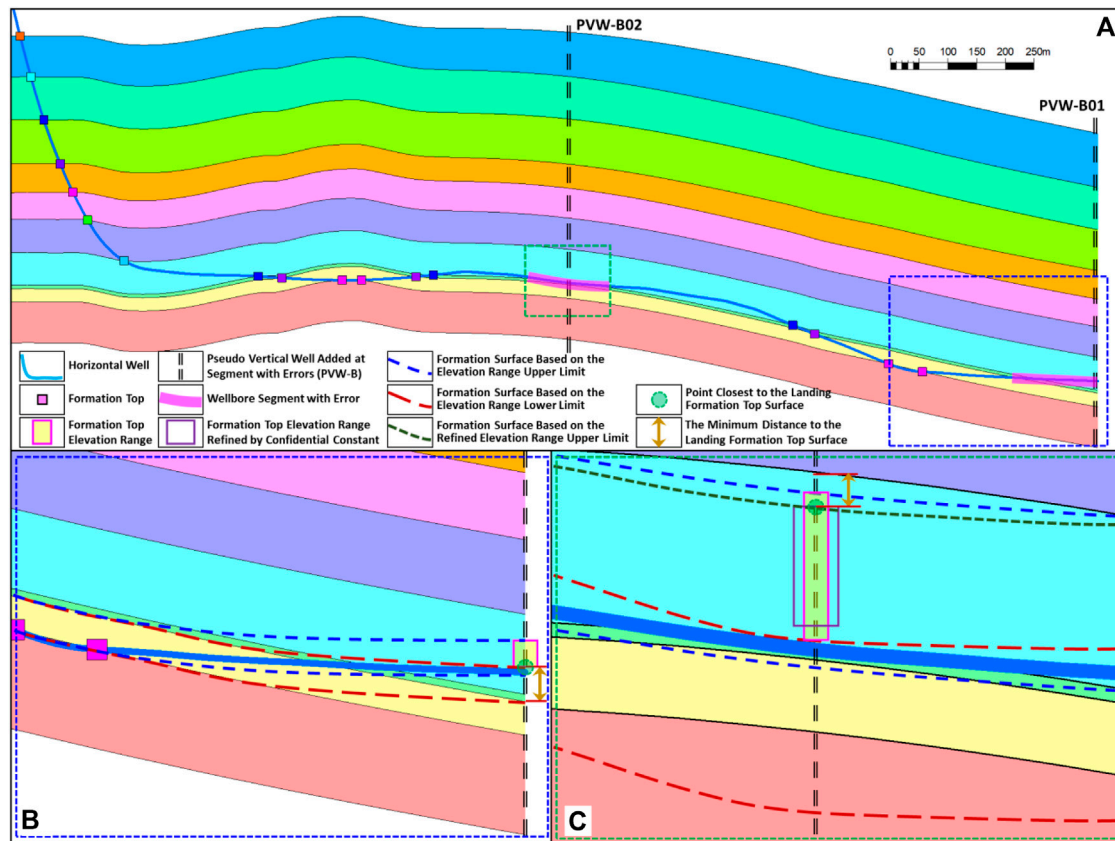 PVW-B02
A
0 50 100 150 200 250m
PVW-B01
Horizontal Well
Formation Top
Formation Top
Elevation Range
Pseudo Vertical Well Added at
Segment with Errors (PVW-B)
Wellbore Segment with Error
Formation Top Elevation Range
Refined by Confidential Constant
Formation Surface Based on the
Elevation Range Upper Limit
Formation Surface Based on the
Elevation Range Lower Limit
Formation Surface Based on the
Refined Elevation Range Upper Limit
Point Closest to the Landing
Formation Top Surface
The Minimum Distance to the
Landing Formation Top Surface
B
C